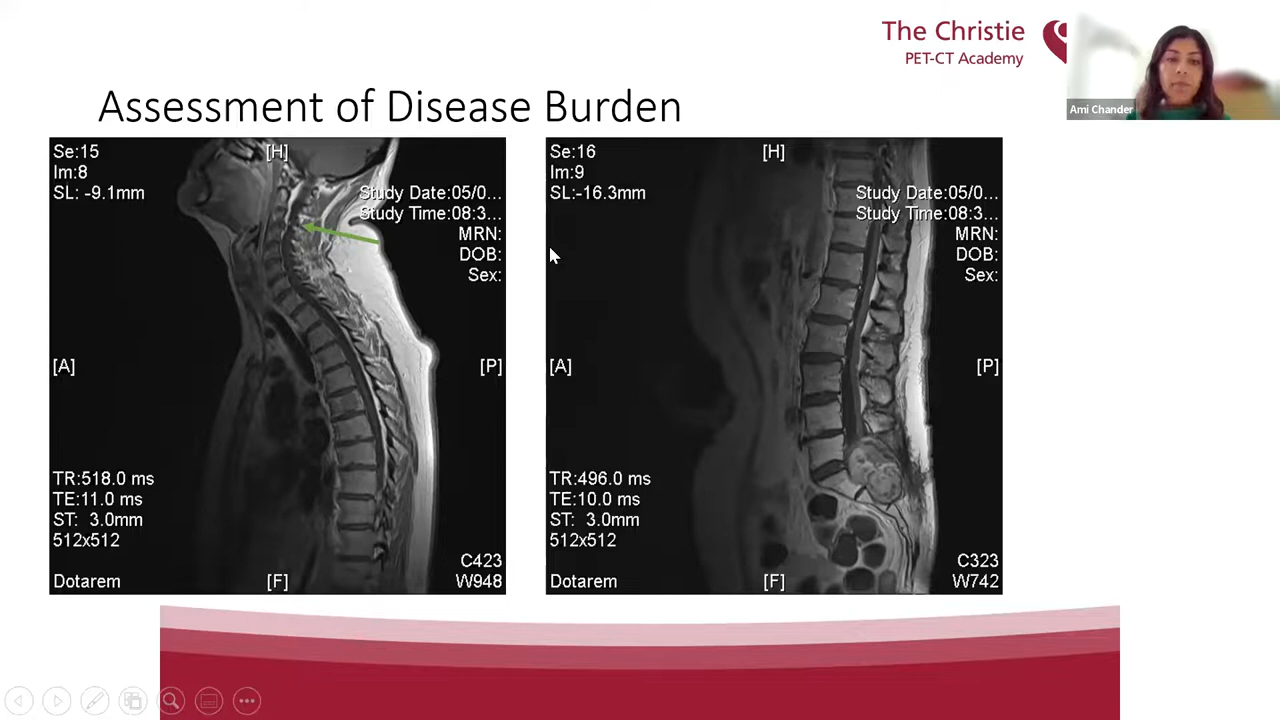 The Christie
PET-CT Academy
Ami Chander
Assessment of Disease Burden
Se:15
Im:8
SL: -9.1mm
[H]
Study Date:05/0...
Study Time:08:3...
MRN:
DOB:
Sex:
[A]
[P]
TR:518.0 ms
TE:11.0 ms
ST: 3.0mm
512x512
Dotarem
[F]
C423
W948
Se:16
Im:9
SL:-16.3mm
[H]
Study Date:05/0...
Study Time:08:3...
MRN:
DOB:
Sex:
[A]
[P]
TR:496.0 ms
TE:10.0 ms
ST: 3.0mm
512x512
Dotarem
[F]
C323
W742